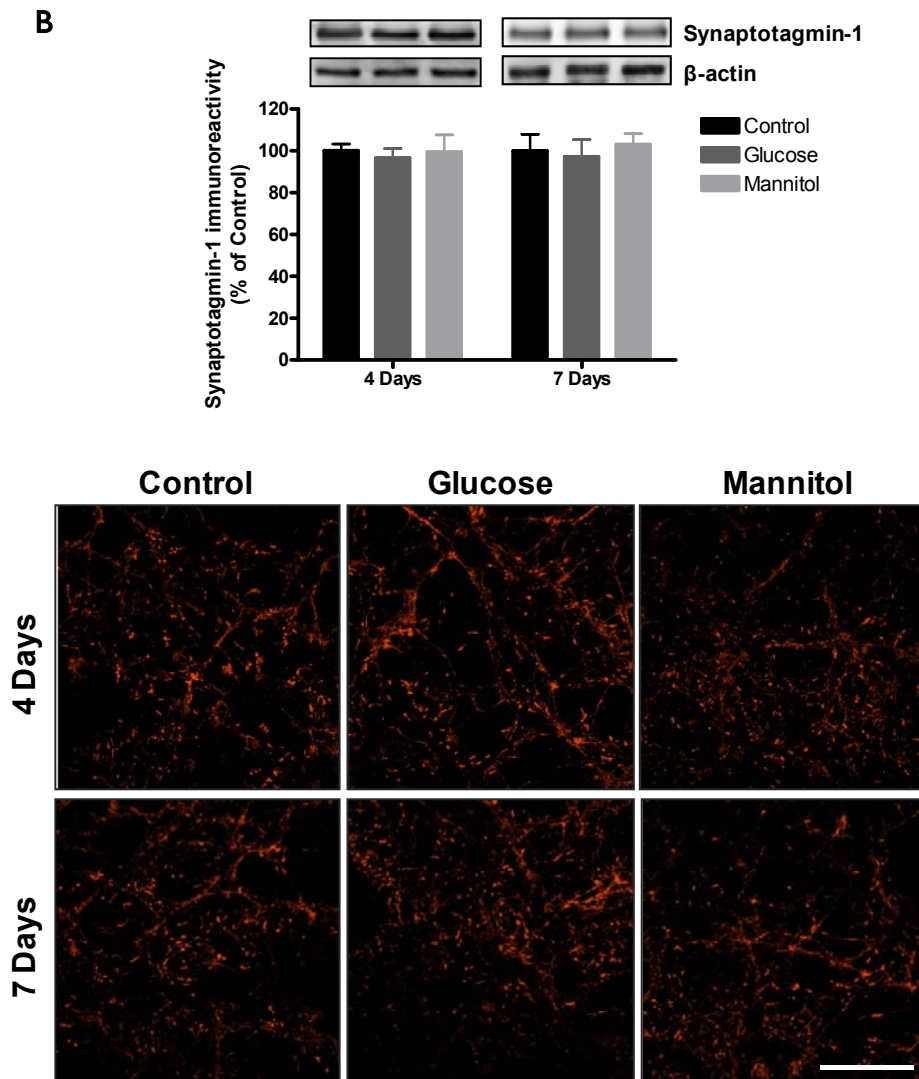 B
Synaptotagmin-1
β-actin
Synaptotagmin-1 immunoreactivity
(% of Control)
120
100
80
60
40
20
0
4 Days
7 Days
Control
Glucose
Mannitol
Control
Glucose
Mannitol
4 Days
7 Days